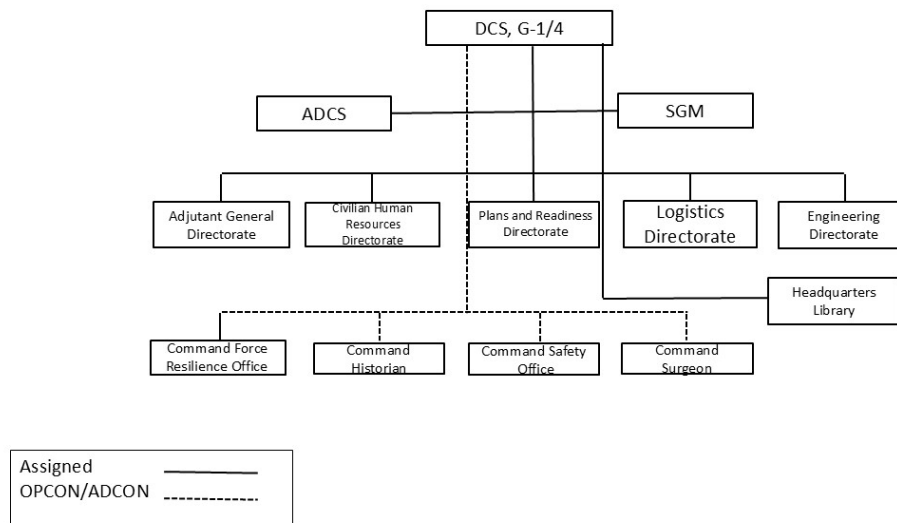 DCS, G-1/4
ADCS
SGM
Adjutant General
Directorate
Civilian Human
Resources
Directorate
Plans and Readiness
Directorate
Logistics
Directorate
Engineering
Directorate
Headquarters
Library
Command Force
Resilience Office
Command
Historian
Command Safety
Office
Command
Surgeon
Assigned
OPCON/ADCON